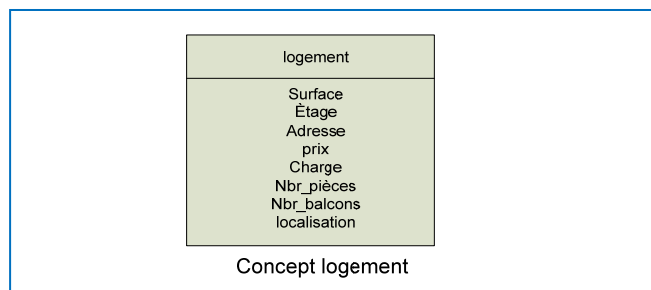 logement
Surface
Ètage
Adresse
prix
Charge
Nbr_pièces
Nbr_balcons
localisation
Concept logement